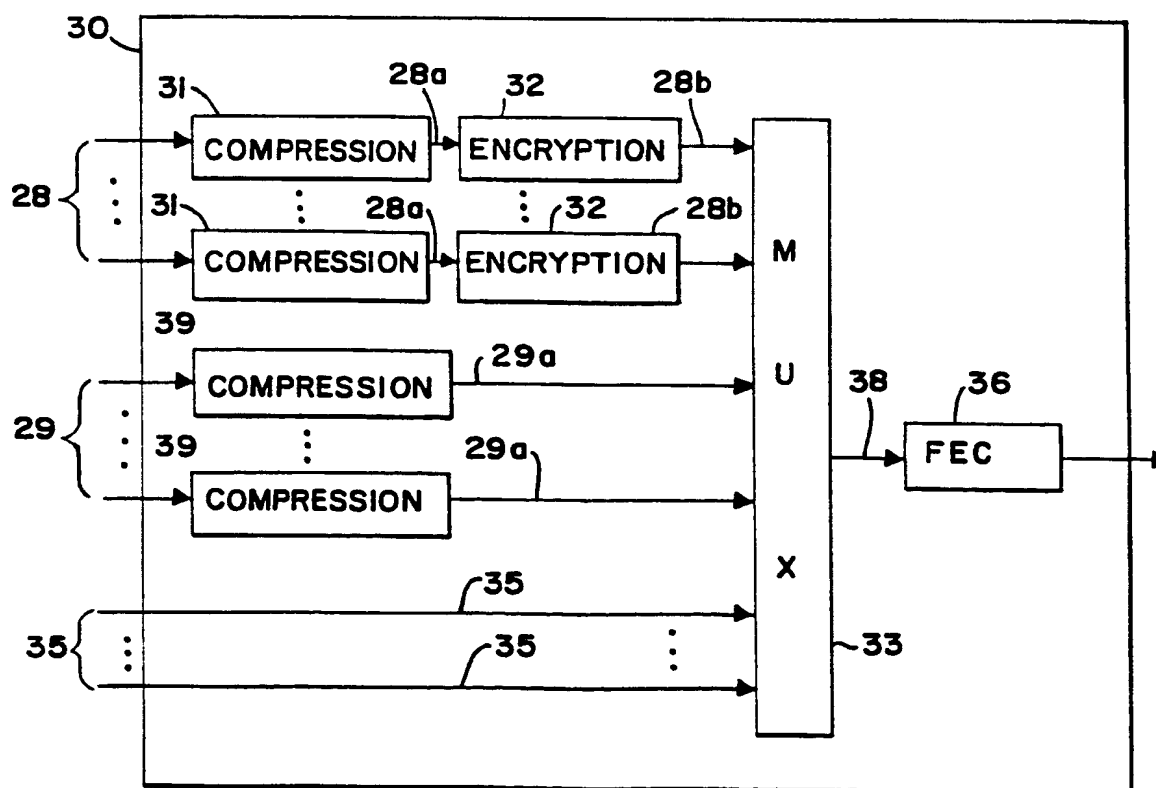 30
31 28a 32 28b
COMPRESSION ENCRYPTION
28
31 28a 32 28b
COMPRESSION ENCRYPTION
M
U
X
39
COMPRESSION
29a
29
39
COMPRESSION
29a
38
36
FEC
35
35
35
33